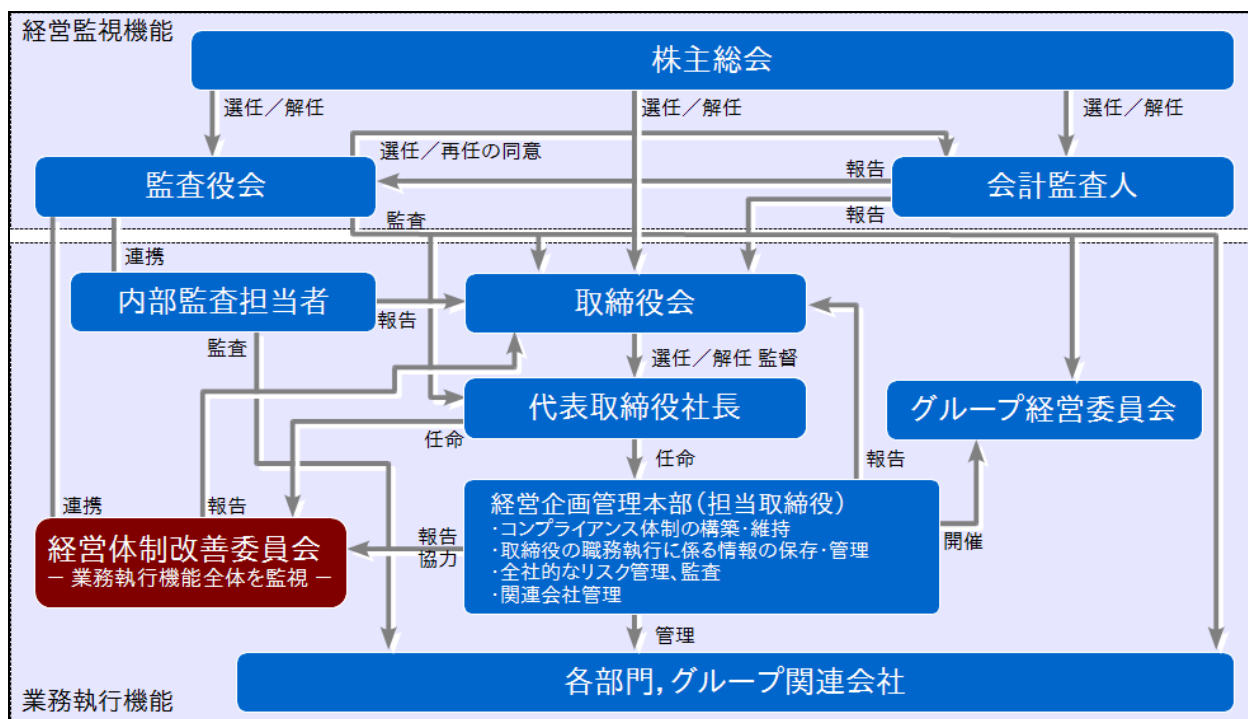 経営監視機能
株主総会
選任／解任
選任／解任
選任／解任
選任／再任の同意
監査役会
報告
会計監査人
報告
監査
連携
内部監査担当者
報告
取締役会
監査
選任／解任 監督
代表取締役社長
グループ経営委員会
任命
任命
報告
連携
報告
経営企画管理本部（担当取締役）
・コンプライアンス体制の構築・維持
・取締役の職務執行に係る情報の保存・管理
・全社的なリスク管理、監査
・関連会社管理
報告
協力
開催
経営体制改善委員会
－ 業務執行機能全体を監視 －
管理
各部門，グループ関連会社
業務執行機能